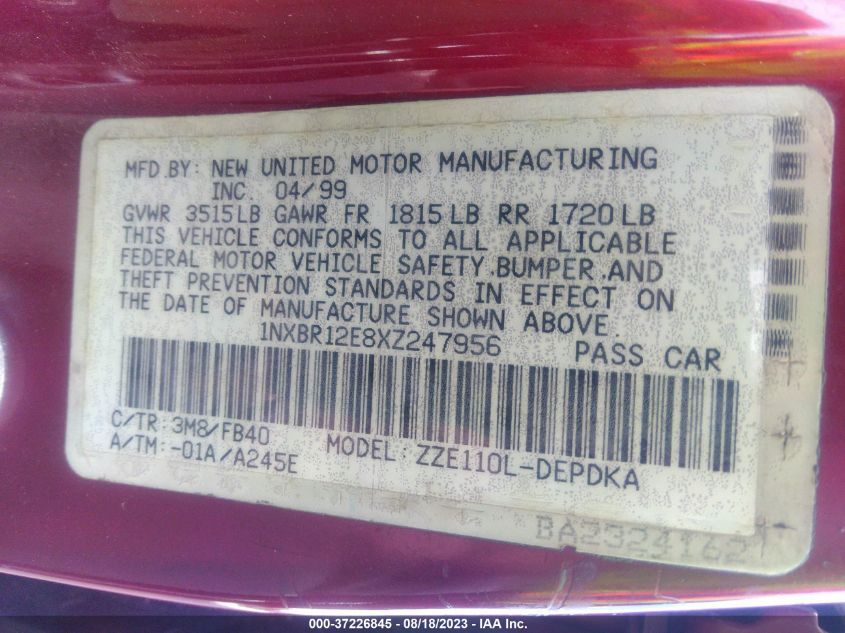 MFD.BY: NEW UNITED MOTOR MANUFACTURING
INC. 04/99
GVWR 3515LB GAWR FR 1815LB RR 1720LB
THIS VEHICLE CONFORMS TO ALL APPLICABLE
FEDERAL MOTOR VEHICLE SAFETY.BUMPER.AND
THEFT PREVENTION STANDARDS IN EFFECT ON
THE DATE OF MANUFACTURE SHOWN ABOVE.
1NXBR12E8XZ247956 PASS CAR
C/TR: 3M8/FB40 MODEL: ZZE110L-DEPDKA
A/TM: -01A/A245E
BA2324162
000-37226845 - 08/18/2023 - IAA Inc.